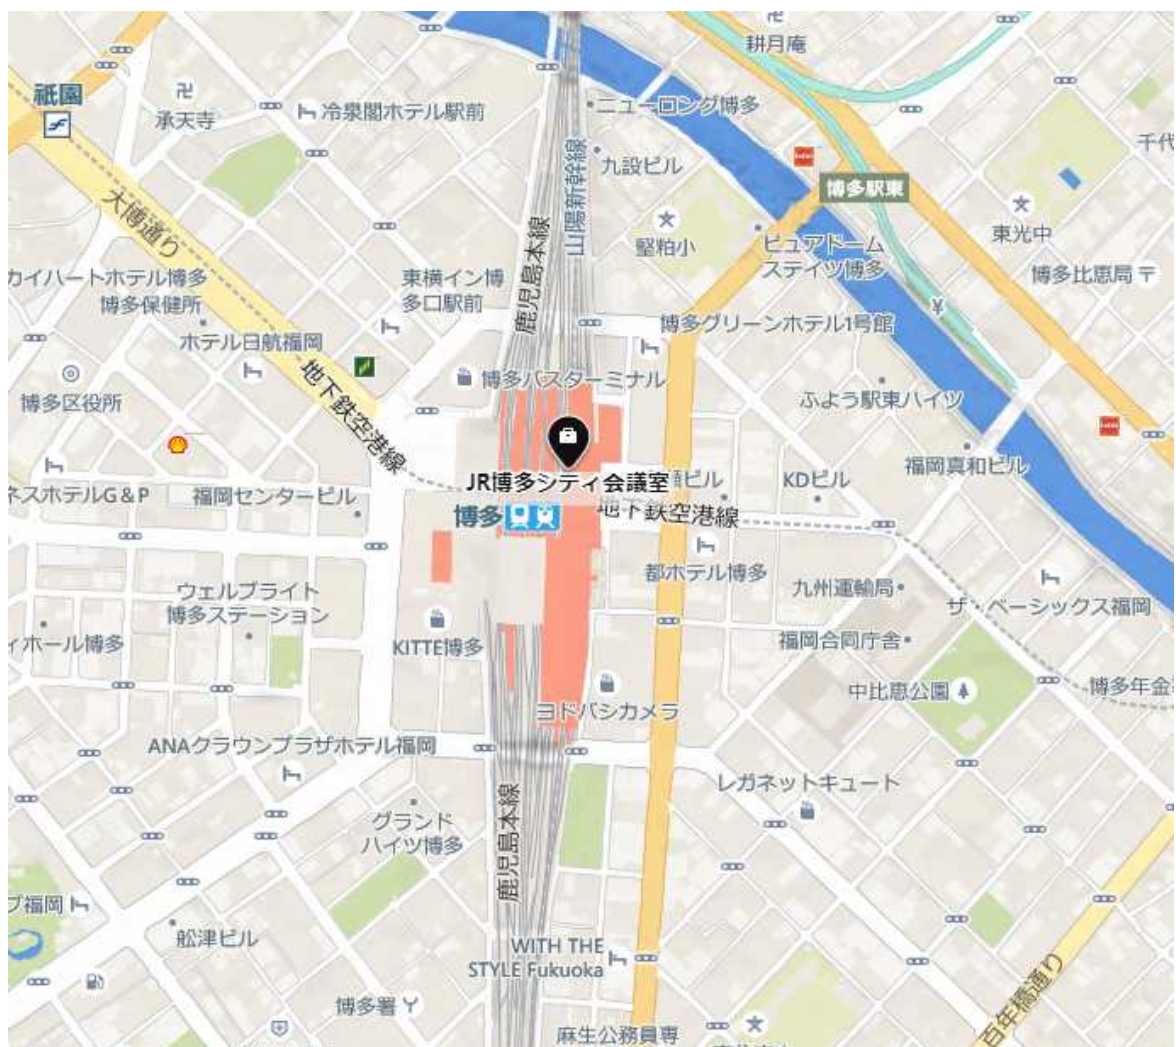 耕月庵
祇園
承天寺
冷泉閣ホテル駅前
ニューロング博多
九設ビル
山陽新幹線
千代
博多駅東
大博通り
堅粕小
東光中
ピュアドーム
ステイツ博多
博多比恵局
カイハートホテル博多
博多保健所
東横イン博
多口駅前
鹿児島本線
博多グリーンホテル1号館
ホテル日航福岡
博多区役所
地下鉄空港線
博多バスターミナル
ふよう駅東ハイツ
福岡真和ビル
JR博多シティ会議室
ビル
KDビル
ネスホテルG&P
福岡センタービル
博多
地下鉄空港線
都ホテル博多
九州運輸局
ザ・ベーシックス福岡
ウェルブライト
博多ステーション
ィホール博多
KITTE博多
福岡合同庁舎
中比恵公園
博多年金
ヨドバシカメラ
ANAクラウンプラザホテル福岡
レガネットキュート
グランド
ハイツ博多
鹿児島本線
ブ福岡
舩津ビル
WITH THE
STYLE Fukuoka
博多署
百年橋通り
麻生公務員専